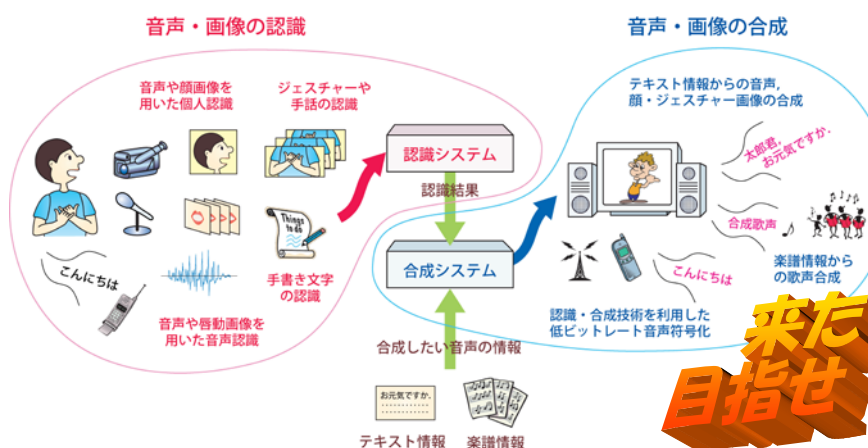 音声・画像の認識
音声・画像の合成
音声や顔画像を
用いた個人認識
ジェスチャーや
手話の認識
Things
to do
手書き文字
の認識
こんにちは
音声や唇動画像を
用いた音声認識
認識システム
認識結果
合成システム
合成したい音声の情報
お元気ですか.
テキスト情報
楽譜情報
テキスト情報からの音声,
顔・ジェスチャー画像の合成
太郎君,
お元気ですか.
合成歌声
楽譜情報から
の歌声合成
こんにちは
認識・合成技術を利用した
低ビットレート音声符号化
来た
目指せ